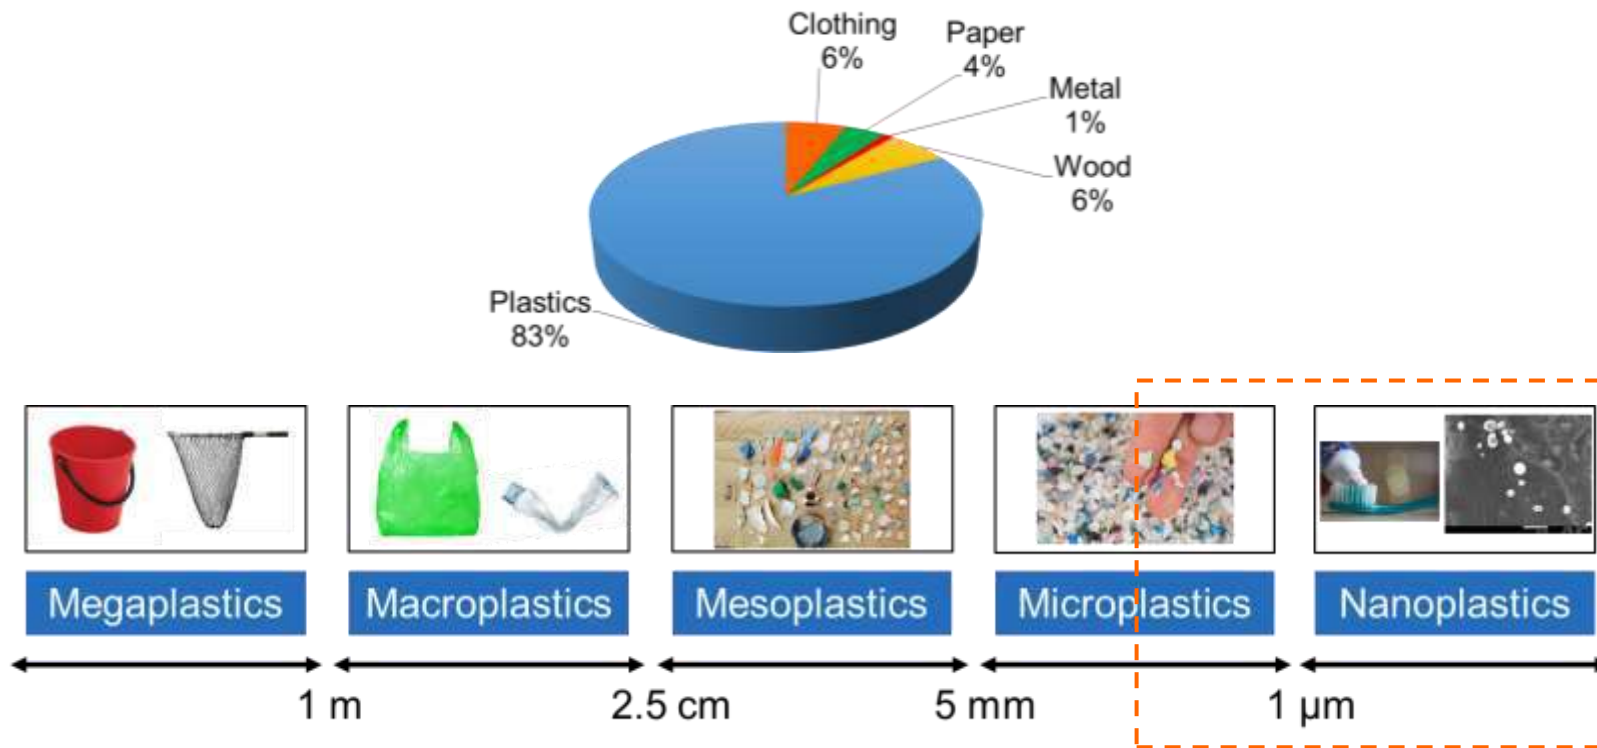 Clothing
6%
Paper
4%
Metal
1%
Wood
6%
Plastics
83%
Megaplastics
Macroplastics
Mesoplastics
Microplastics
Nanoplastics
1 m
2.5 cm
5 mm
1 µm